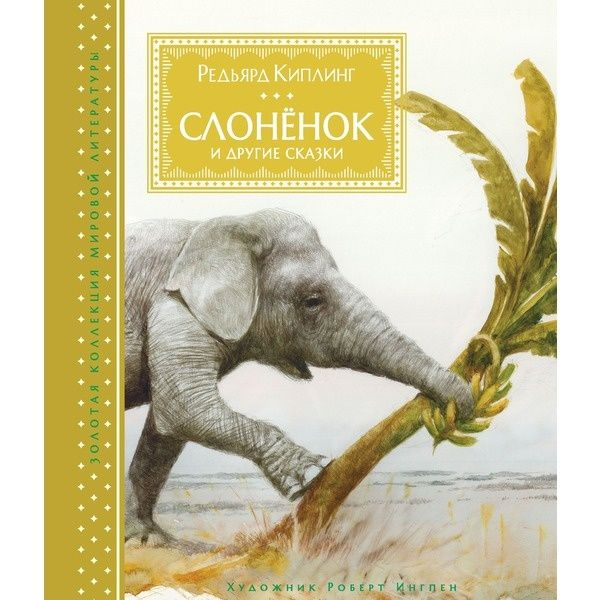 Редьярд Киплинг
СЛОНЁНОК
И ДРУГИЕ СКАЗКИ
ЗОЛОТАЯ КОЛЛЕКЦИЯ МИРОВОЙ ЛИТЕРАТУРЫ
Художник Роберт Ингпен